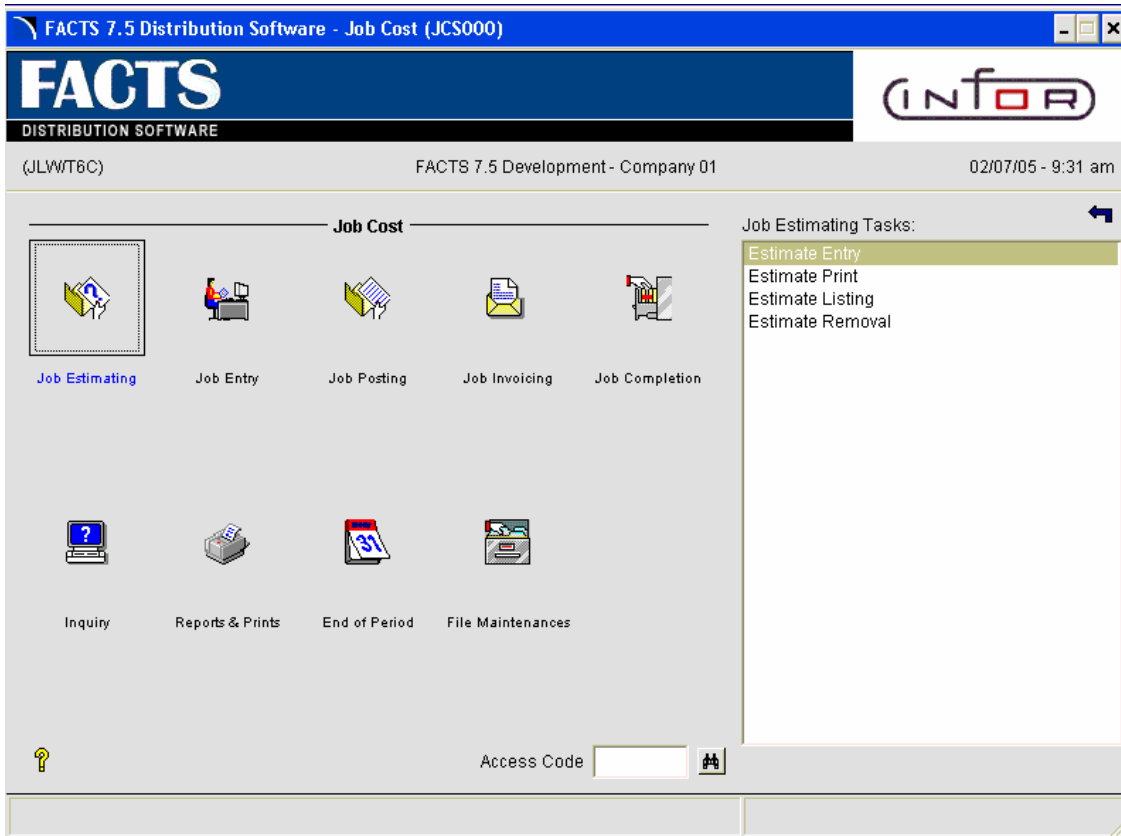 FACTS 7.5 Distribution Software - Job Cost (JCS000)
FACTS
DISTRIBUTION SOFTWARE
infor
(JLW/T6C)
FACTS 7.5 Development - Company 01
02/07/05 - 9:31 am
Job Cost
Job Estimating
Job Entry
Job Posting
Job Invoicing
Job Completion
Inquiry
Reports & Prints
31
End of Period
File Maintenances
Access Code
Job Estimating Tasks:
Estimate Entry
Estimate Print
Estimate Listing
Estimate Removal